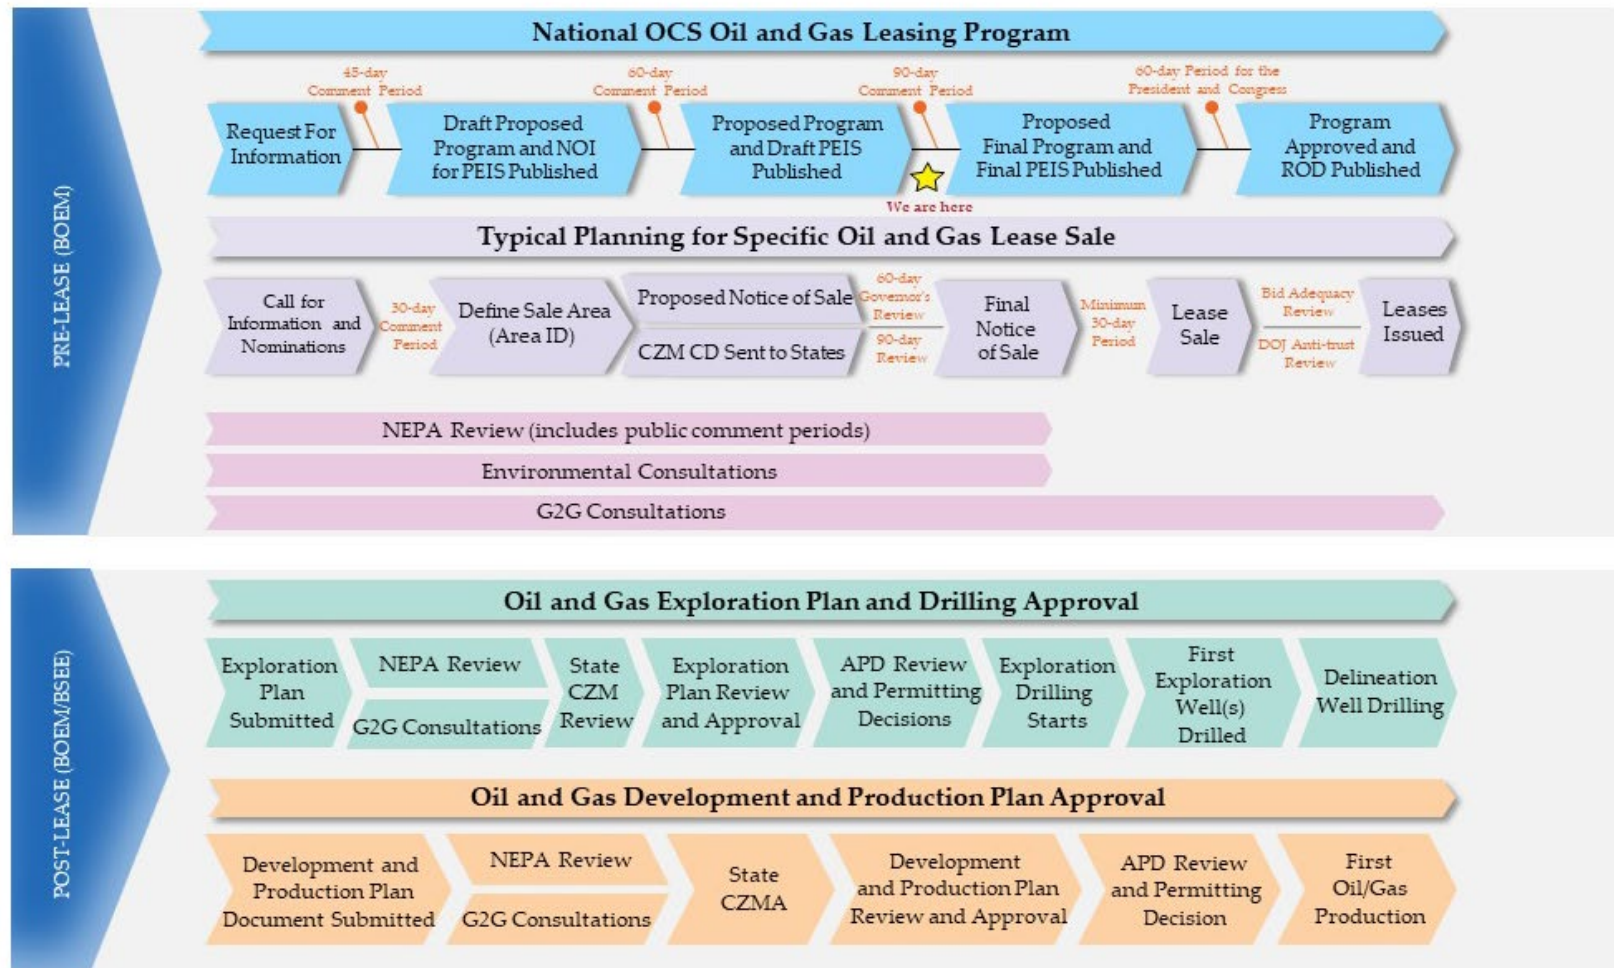 PRE-LEASE (BOEM)
National OCS Oil and Gas Leasing Program
45-day
Comment Period
60-day
Comment Period
90-day
Comment Period
60-day Period for the
President and Congress
Request For
Information
Draft Proposed
Program and NOI
for PEIS Published
Proposed Program
and Draft PEIS
Published
We are here
Proposed
Final Program and
Final PEIS Published
Program
Approved and
ROD Published
Typical Planning for Specific Oil and Gas Lease Sale
Call for
Information and
Nominations
30-day
Comment
Period
Define Sale Area
(Area ID)
Proposed Notice of Sale
CZM CD Sent to States
60-day
Governor's
Review
90-day
Review
Final
Notice
of Sale
Minimum
30-day
Period
Lease
Sale
Bid Adequacy
Review
DOJ Anti-trust
Review
Leases
Issued
NEPA Review (includes public comment periods)
Environmental Consultations
G2G Consultations
POST-LEASE (BOEM/BSEE)
Oil and Gas Exploration Plan and Drilling Approval
Exploration
Plan
Submitted
NEPA Review
G2G Consultations
State
CZM
Review
Exploration
Plan Review
and Approval
APD Review
and Permitting
Decisions
Exploration
Drilling
Starts
First
Exploration
Well(s)
Drilled
Delineation
Well Drilling
Oil and Gas Development and Production Plan Approval
Development and
Production Plan
Document Submitted
NEPA Review
G2G Consultations
State
CZMA
Development
and Production Plan
Review and Approval
APD Review
and Permitting
Decision
First
Oil/Gas
Production